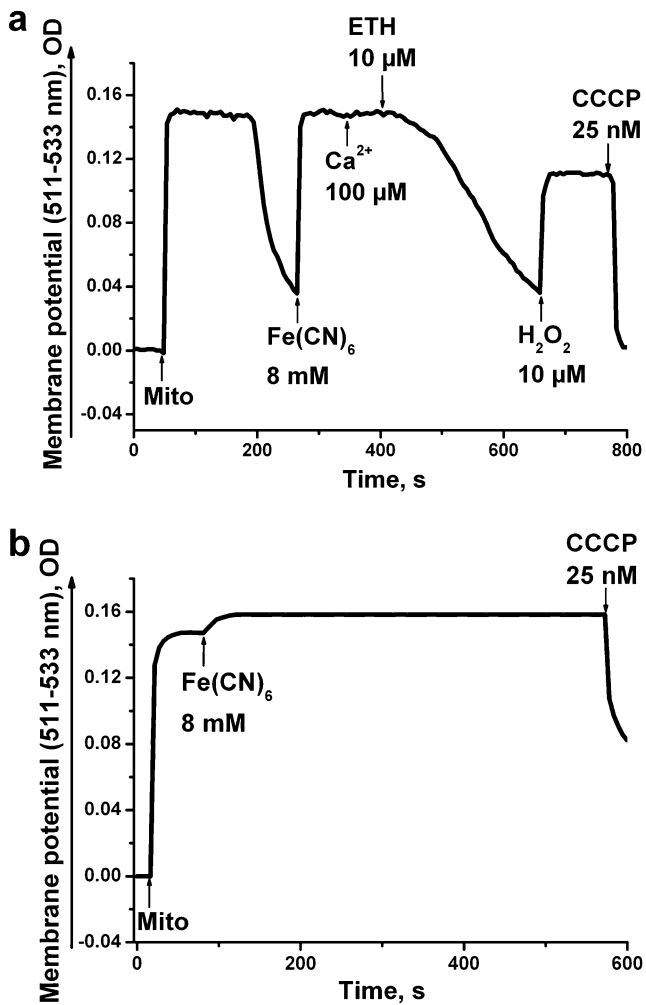 a
ETH
10 µM
CCCP
25 nM
Membrane potential (511-533 nm), OD
0.16
0.12
0.08
0.04
0.00
-0.04
Ca²⁺
100 µM
Fe(CN)₆
8 mM
H₂O₂
10 µM
Mito
0
200
400
600
800
Time, s
b
CCCP
25 nM
Membrane potential (511-533 nm), OD
0.16
0.12
0.08
0.04
0.00
-0.04
Fe(CN)₆
8 mM
Mito
0
200
400
600
Time, s